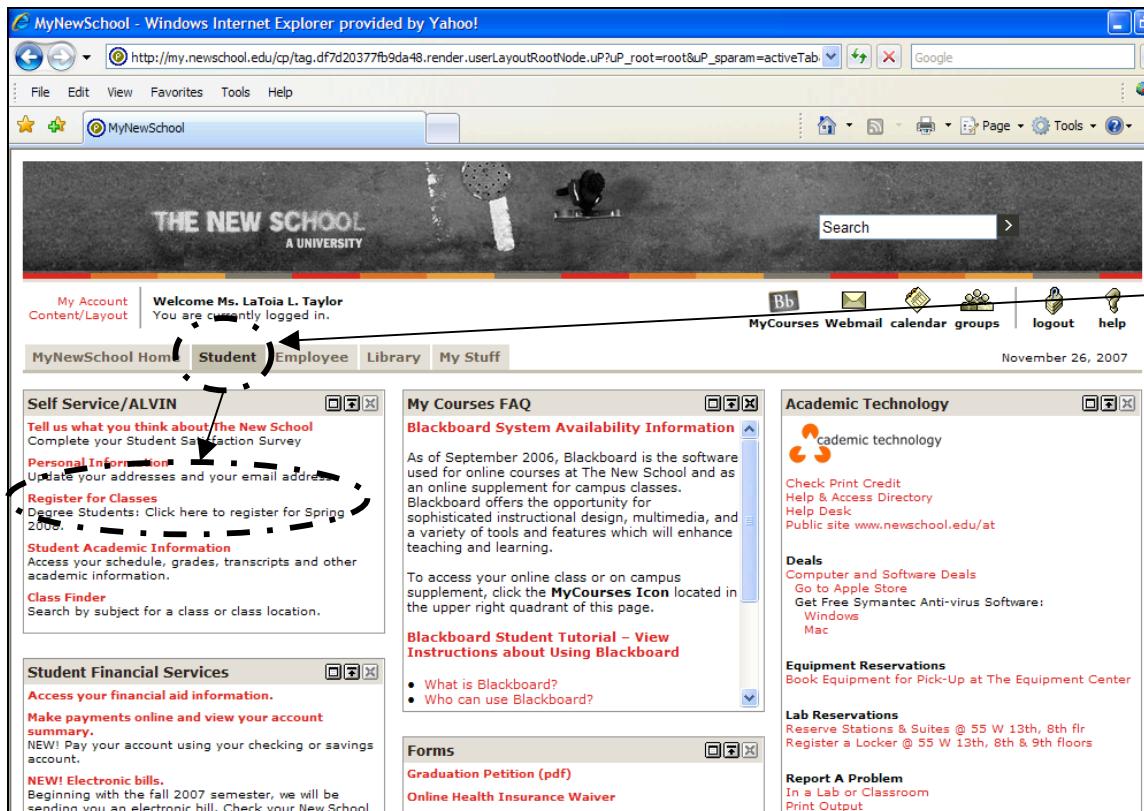 MyNewSchool - Windows Internet Explorer provided by Yahoo!
http://my.newschool.edu/cp/tag.df7d20377fb9da48.render.userLayoutRootNode.uP?uP_root=root&uP_sparam=activeTab
Google
File Edit View Favorites Tools Help
MyNewSchool
Page Tools
THE NEW SCHOOL
A UNIVERSITY
Search
My Account
Content/Layout
Welcome Ms. LaToia L. Taylor
You are currently logged in.
Bb
MyCourses Webmail calendar groups logout help
MyNewSchool Home Student Employee Library My Stuff
November 26, 2007
Self Service/ALVIN
Tell us what you think about The New School
Complete your Student Satisfaction Survey
Personal Information
Update your addresses and your email address
Register for Classes
Degree Students: Click here to register for Spring
2008.
Student Academic Information
Access your schedule, grades, transcripts and other
academic information.
Class Finder
Search by subject for a class or class location.
Student Financial Services
Access your financial aid information.
Make payments online and view your account
summary.
NEW! Pay your account using your checking or savings
account.
NEW! Electronic bills.
Beginning with the fall 2007 semester, we will be
sending you an electronic bill. Check your New School
My Courses FAQ
Blackboard System Availability Information
As of September 2006, Blackboard is the software
used for online courses at The New School and as
an online supplement for campus classes.
Blackboard offers the opportunity for
sophisticated instructional design, multimedia, and
a variety of tools and features which will enhance
teaching and learning.
To access your online class or on campus
supplement, click the MyCourses Icon located in
the upper right quadrant of this page.
Blackboard Student Tutorial – View
Instructions about Using Blackboard
• What is Blackboard?
• Who can use Blackboard?
Forms
Graduation Petition (pdf)
Online Health Insurance Waiver
Academic Technology
academic technology
Check Print Credit
Help & Access Directory
Help Desk
Public site www.newschool.edu/at
Deals
Computer and Software Deals
Go to Apple Store
Get Free Symantec Anti-virus Software:
Windows
Mac
Equipment Reservations
Book Equipment for Pick-Up at The Equipment Center
Lab Reservations
Reserve Stations & Suites @ 55 W 13th, 8th flr
Register a Locker @ 55 W 13th, 8th & 9th floors
Report A Problem
In a Lab or Classroom
Print Output